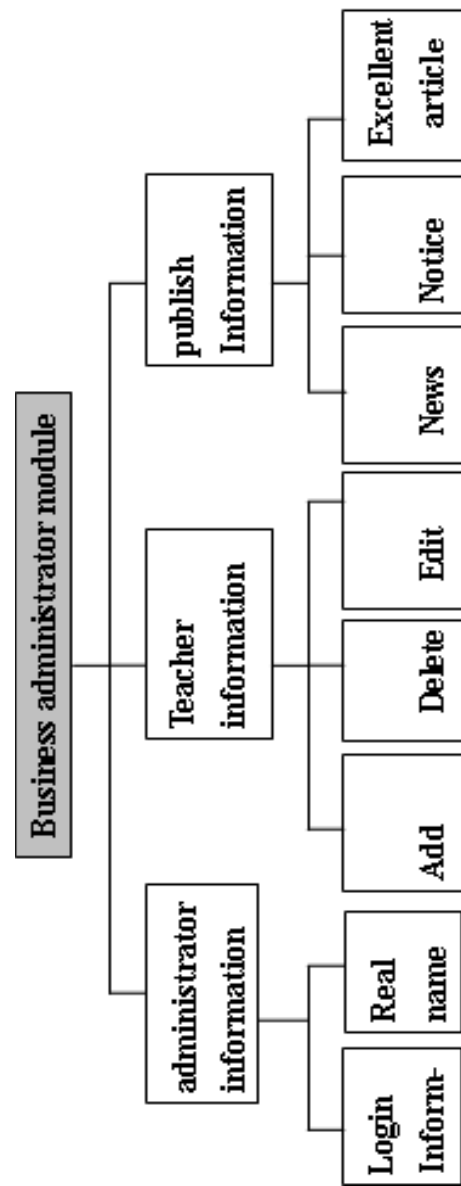 Business administrator module
administrator
information
Teacher
information
publish
Information
Login
Inform-
Real
name
Add
Delete
Edit
News
Notice
Excellent
article